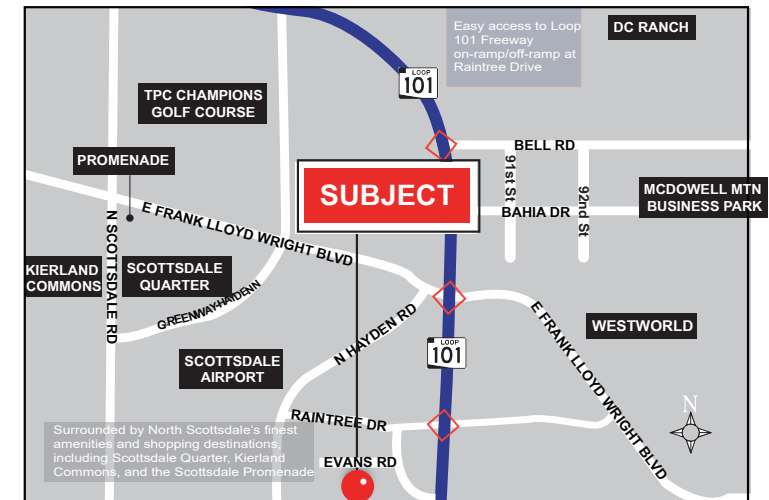 Easy access to Loop
101 Freeway
on-ramp/off-ramp at
Raintree Drive
DC RANCH
LOOP
101
TPC CHAMPIONS
GOLF COURSE
BELL RD
PROMENADE
91st St
92nd St
SUBJECT
MCDOWELL MTN
BUSINESS PARK
BAHIA DR
E FRANK LLOYD WRIGHT BLVD
N SCOTTSDALE RD
KIERLAND
COMMONS
SCOTTSDALE
QUARTER
GREENWAY-HAIDENN
N HAYDEN RD
E FRANK LLOYD WRIGHT BLVD
WESTWORLD
LOOP
101
SCOTTSDALE
AIRPORT
N
RAINTREE DR
Surrounded by North Scottsdale's finest
amenities and shopping destinations,
including Scottsdale Quarter, Kierland
Commons, and the Scottsdale Promenade
EVANS RD